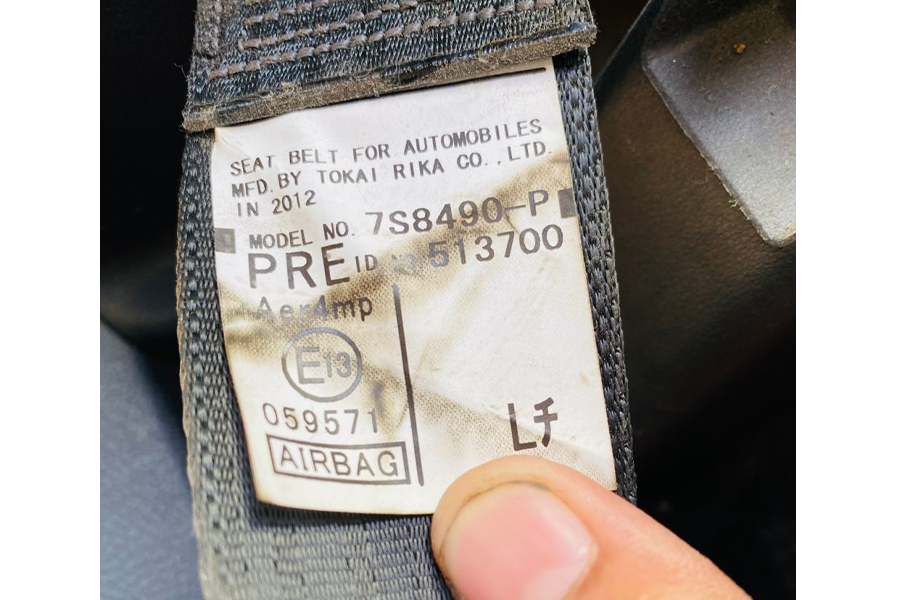 SEAT BELT FOR AUTOMOBILES
MFD. BY TOKAI RIKA CO., LTD.
IN 2012
MODEL NO. 7S8490-P
PRE ID 513700
Aer4mp
E13
059571
AIRBAG
Lチ